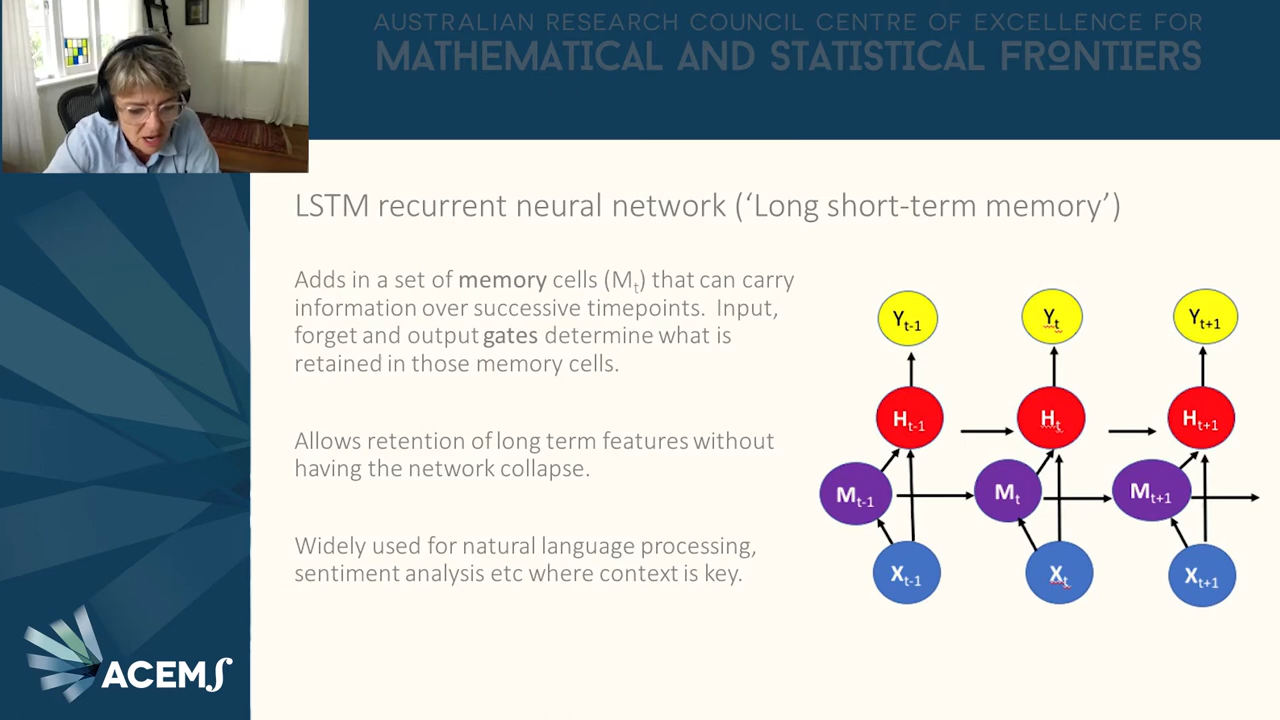 AUSTRALIAN RESEARCH COUNCIL CENTRE OF EXCELLENCE FOR
MATHEMATICAL AND STATISTICAL FRONTIERS
LSTM recurrent neural network (‘Long short-term memory’)
Adds in a set of memory cells (Mt) that can carry
information over successive timepoints. Input,
forget and output gates determine what is
retained in those memory cells.
Allows retention of long term features without
having the network collapse.
Widely used for natural language processing,
sentiment analysis etc where context is key.
Yt-1 Yt Yt+1
Ht-1 Ht Ht+1
Mt-1 Mt Mt+1
Xt-1 Xt Xt+1
ACEMS